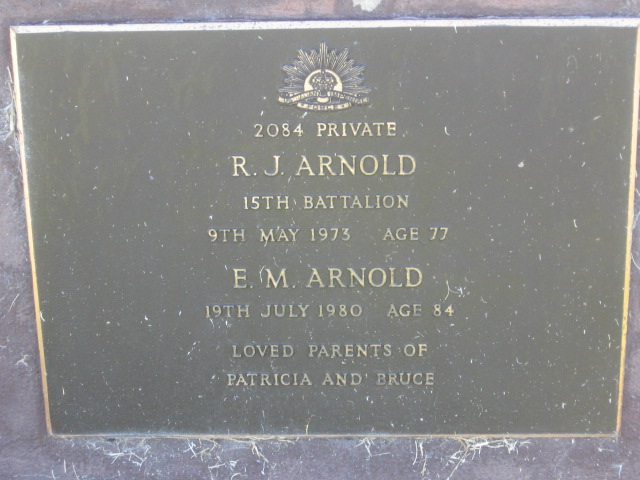 2084 PRIVATE
R. J. ARNOLD
15TH BATTALION
9TH MAY 1973 AGE 77
E. M. ARNOLD
19TH JULY 1980 AGE 84
LOVED PARENTS OF
PATRICIA AND BRUCE